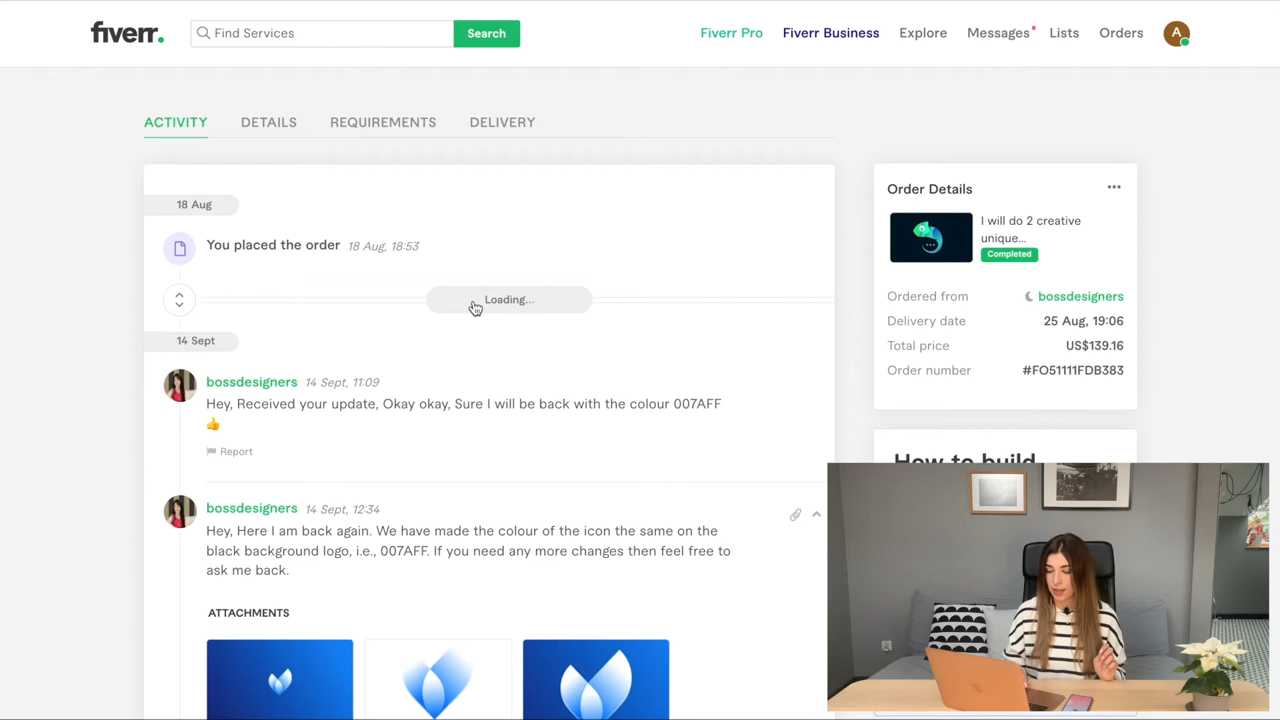 fiverr.
Find Services
Search
Fiverr Pro
Fiverr Business
Explore
Messages
Lists
Orders
A
ACTIVITY
DETAILS
REQUIREMENTS
DELIVERY
18 Aug
You placed the order 18 Aug, 18:53
Loading...
14 Sept
bossdesigners 14 Sept, 11:09
Hey, Received your update, Okay okay, Sure I will be back with the colour 007AFF
👍
Report
bossdesigners 14 Sept, 12:34
Hey, Here I am back again. We have made the colour of the icon the same on the
black background logo, i.e., 007AFF. If you need any more changes then feel free to
ask me back.
ATTACHMENTS
Order Details
I will do 2 creative
unique...
Completed
Ordered from bossdesigners
Delivery date 25 Aug, 19:06
Total price US$139.16
Order number #FO51111FDB383
How to build